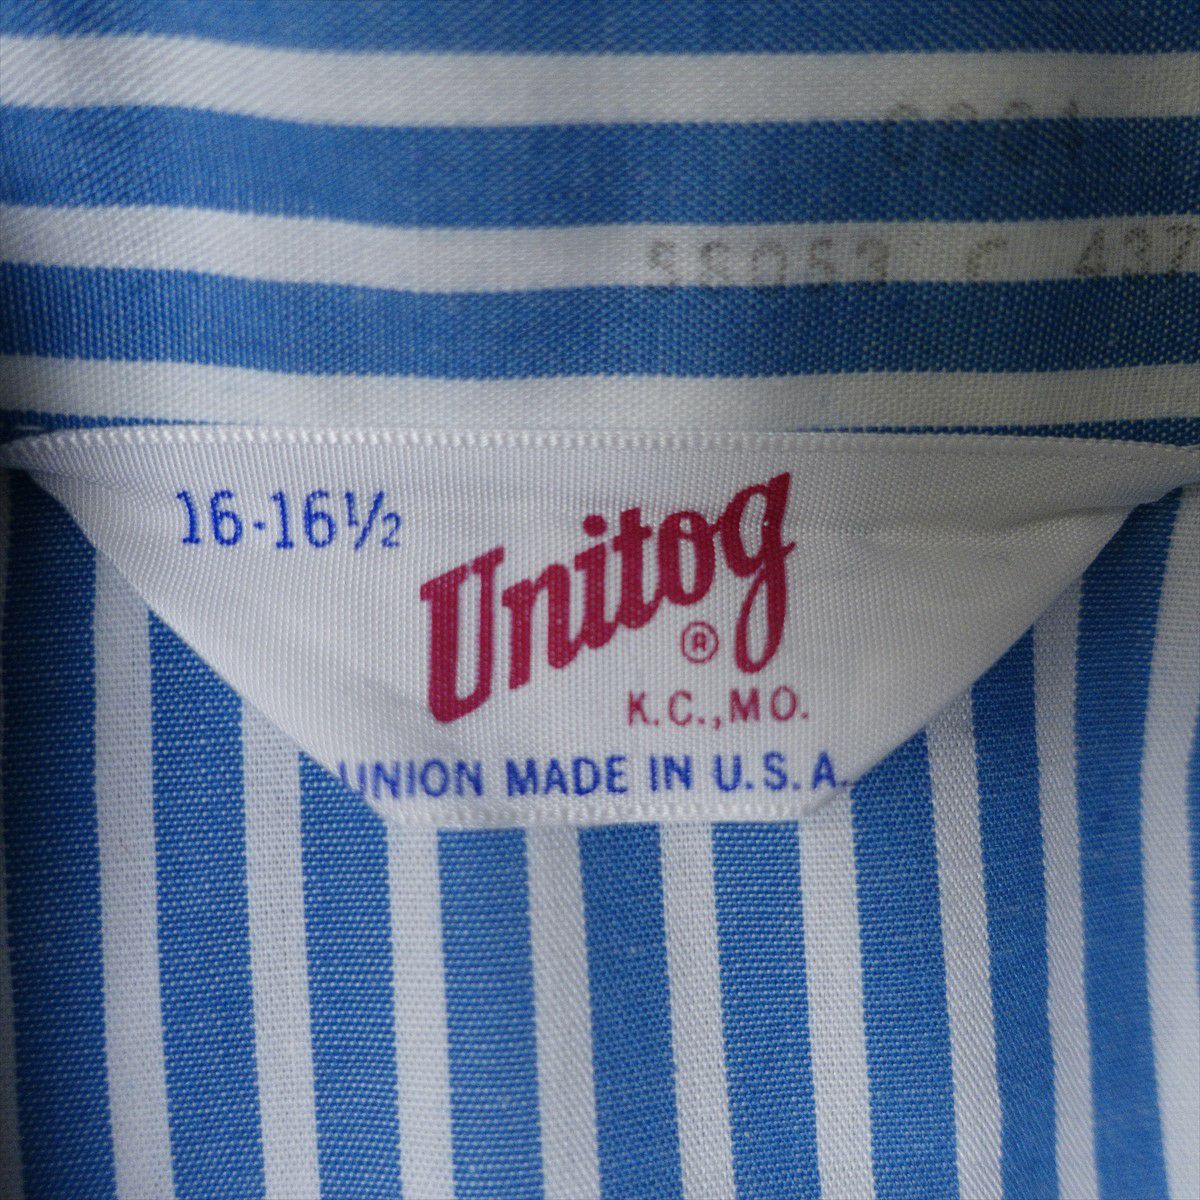 16-16½
Unitog®
K.C., MO.
UNION MADE IN U.S.A.